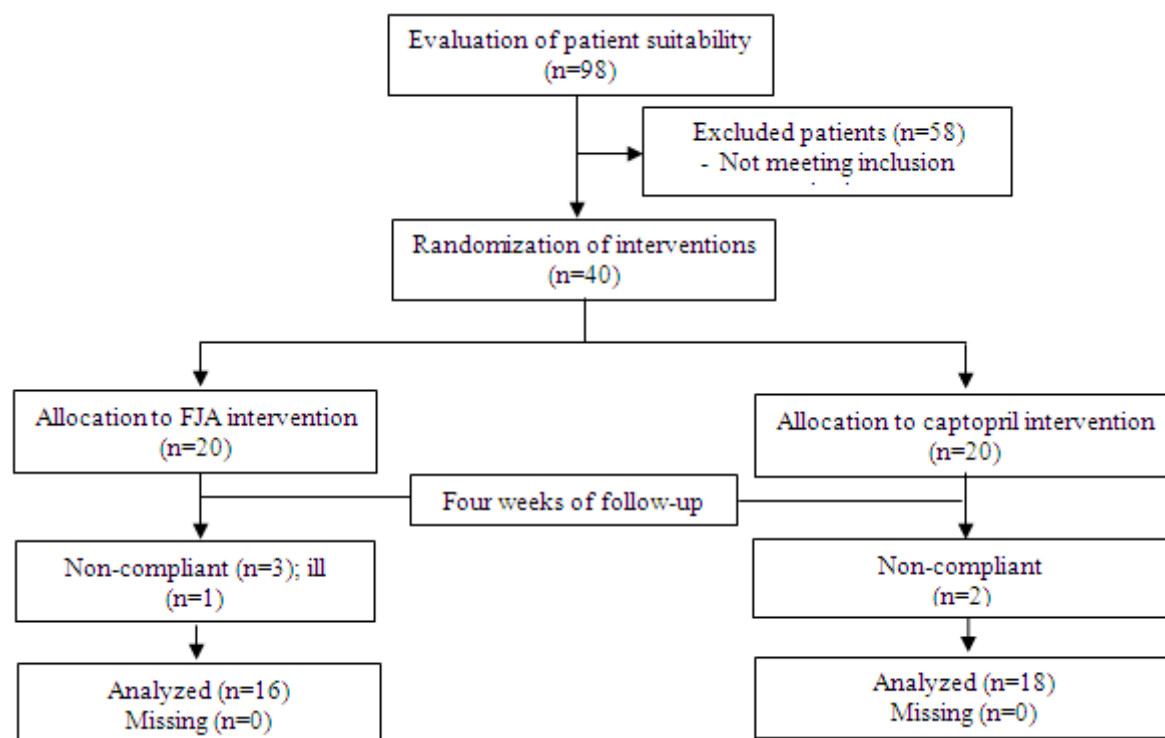 Evaluation of patient suitability
(n=98)
Excluded patients (n=58)
- Not meeting inclusion
Randomization of interventions
(n=40)
Allocation to FJA intervention
(n=20)
Allocation to captopril intervention
(n=20)
Four weeks of follow-up
Non-compliant (n=3); ill
(n=1)
Non-compliant
(n=2)
Analyzed (n=16)
Missing (n=0)
Analyzed (n=18)
Missing (n=0)